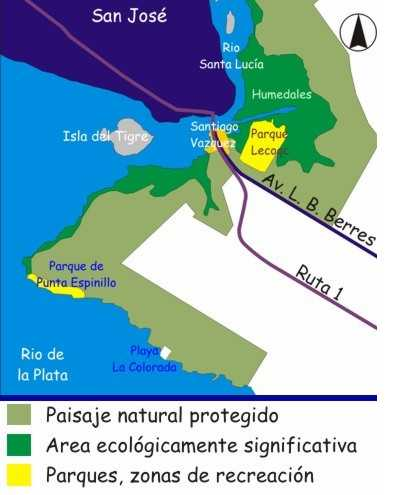 San José
Rio
Santa Lucía
Humedales
Isla del Tigre
Santiago
Vazquez
Parque
Lecocq
Av. L. B. Berres
Ruta 1
Parque de
Punta Espinillo
Rio de
la Plata
Playa
La Colorada
Paisaje natural protegido
Area ecológicamente significativa
Parques, zonas de recreación